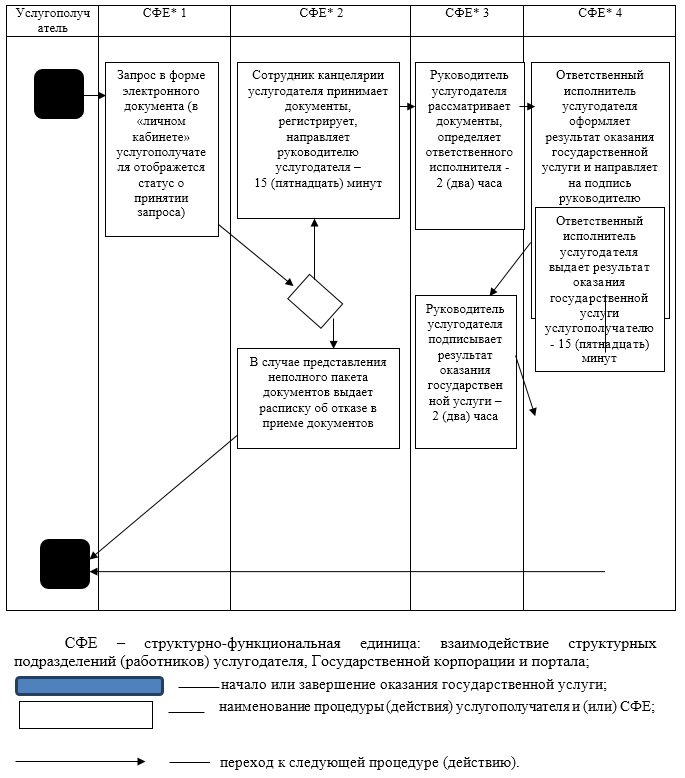 Услугополуч
атель
СФЕ* 1
СФЕ* 2
СФЕ* 3
СФЕ* 4
Запрос в форме
электронного
документа (в
«личном
кабинете»
услугополучате
ля отображется
статус о
принятии
запроса)
Сотрудник канцелярии
услугодателя принимает
документы,
регистрирует,
направляет
руководителю
услугодателя –
15 (пятнадцать) минут
Руководитель
услугодателя
рассматривает
документы,
определяет
ответственного
исполнителя -
2 (два) часа
Ответственный
исполнитель
услугодателя
оформляет
результат оказания
государственной
услуги и направляет
на подпись
руководителю
Ответственный
исполнитель
услугодателя
выдает результат
оказания
государственной
услуги
услугополучателю
- 15 (пятнадцать)
минут
Руководитель
услугодателя
подписывает
результат
оказания
государствен
ной услуги –
2 (два) часа
В случае представления
неполного пакета
документов выдает
расписку об отказе в
приеме документов
СФЕ – структурно-функциональная единица: взаимодействие структурных
подразделений (работников) услугодателя, Государственной корпорации и портала;
начало или завершение оказания государственной услуги;
наименование процедуры (действия) услугополучателя и (или) СФЕ;
переход к следующей процедуре (действию).